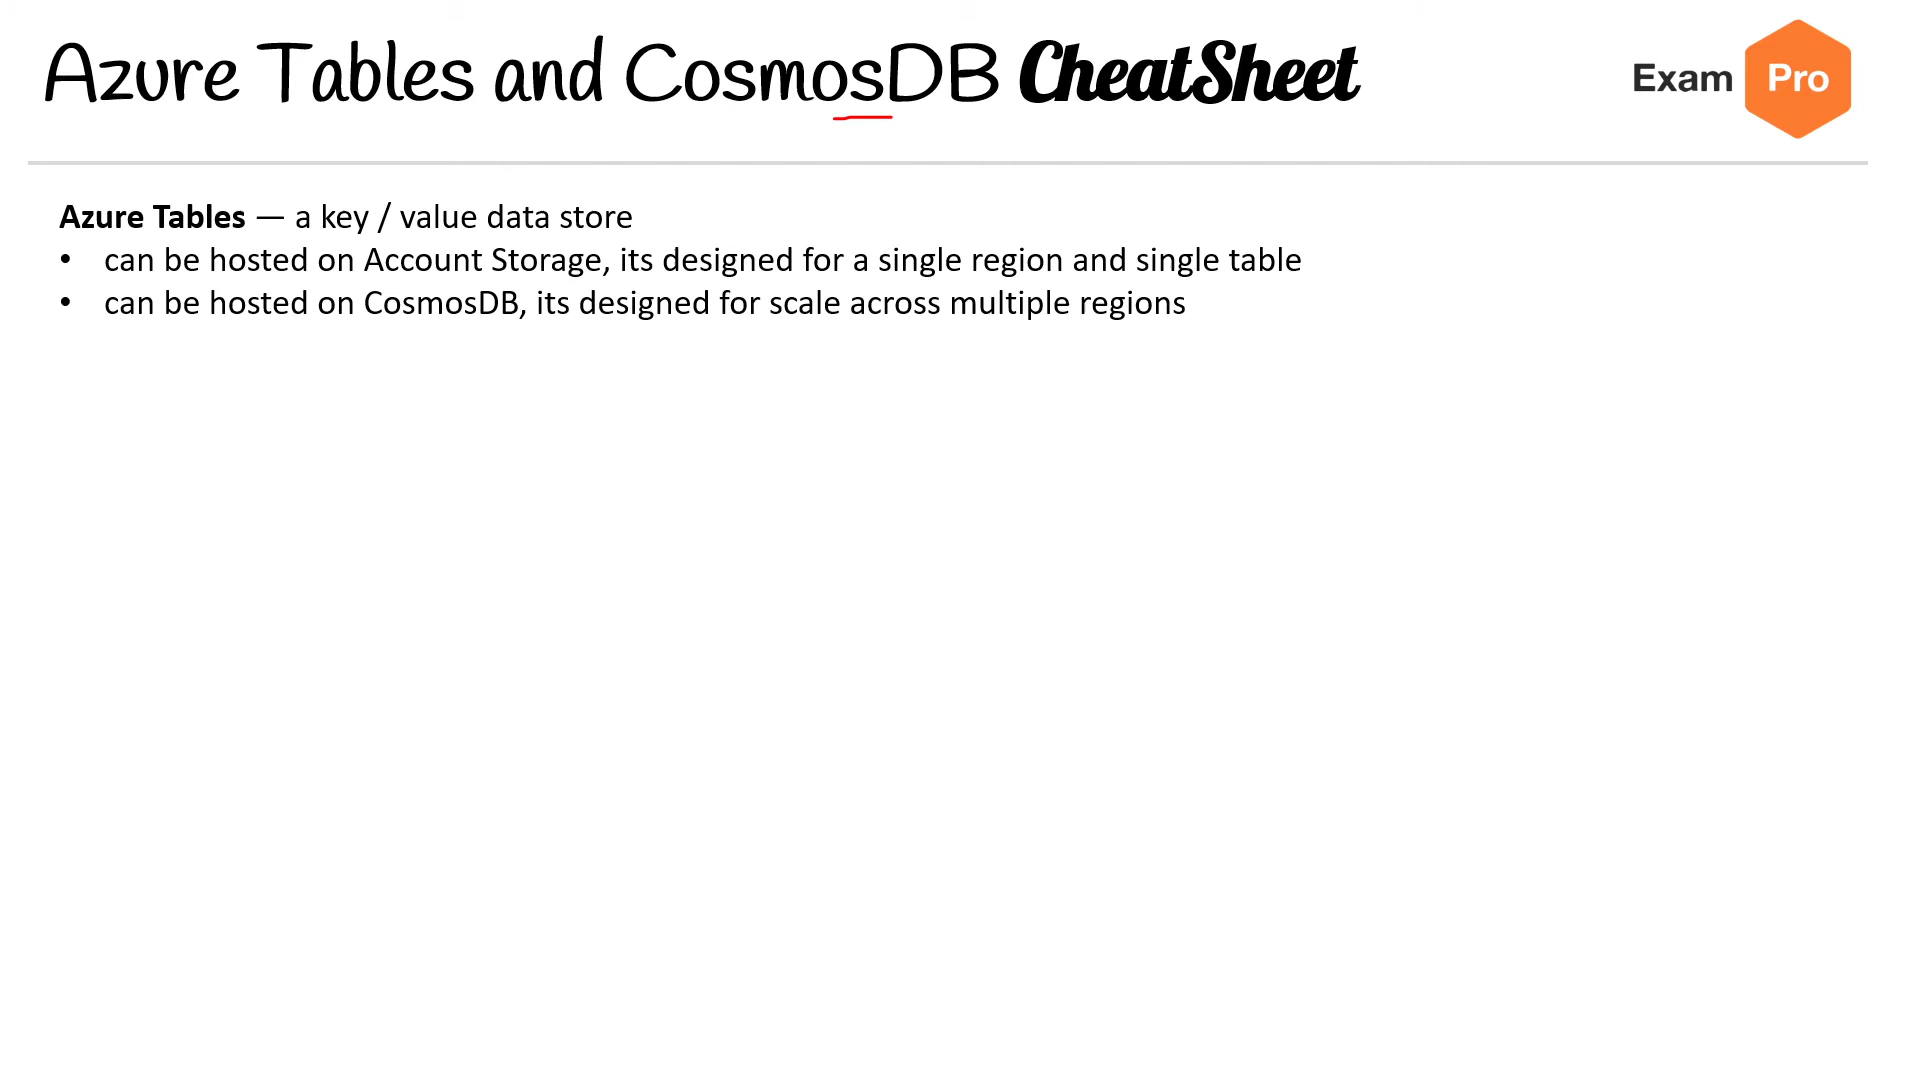 Azure Tables and CosmosDB CheatSheet
Exam Pro
Azure Tables — a key / value data store
• can be hosted on Account Storage, its designed for a single region and single table
• can be hosted on CosmosDB, its designed for scale across multiple regions